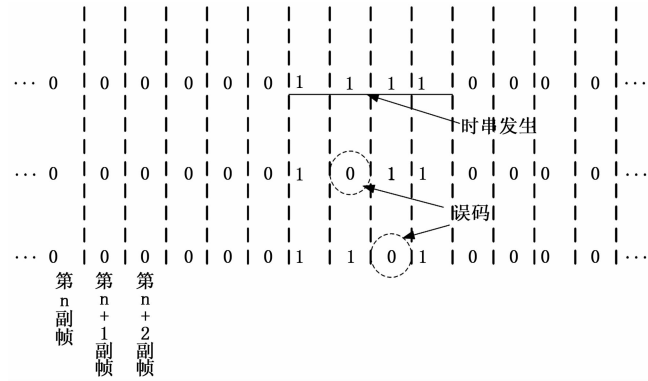 ··· 0 0 0 0 0 0 1 1 1 1 0 0 0 0 ···
时串发生
··· 0 0 0 0 0 0 1 0 1 1 0 0 0 0 ···
误码
··· 0 0 0 0 0 0 1 1 0 1 0 0 0 0 ···
第n副帧
第n+1副帧
第n+2副帧